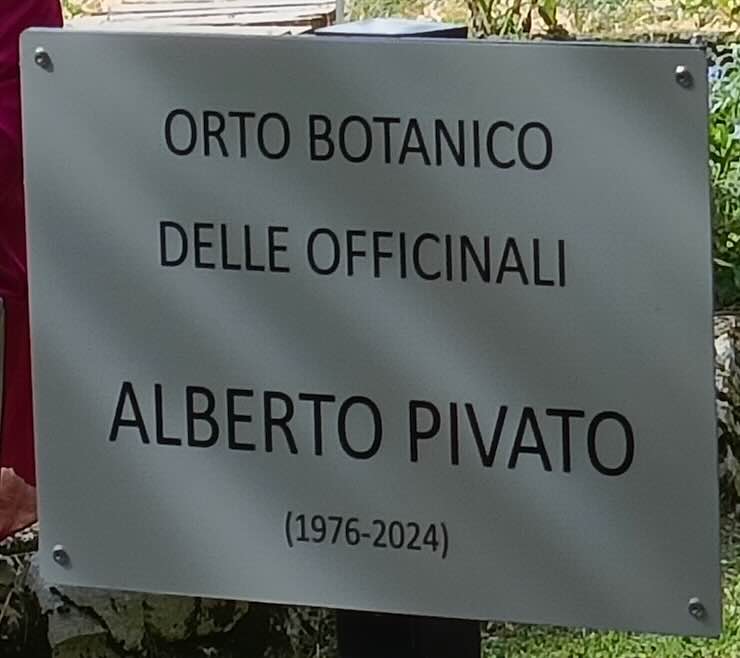 ORTO BOTANICO
DELLE OFFICINALI
ALBERTO PIVATO
(1976-2024)